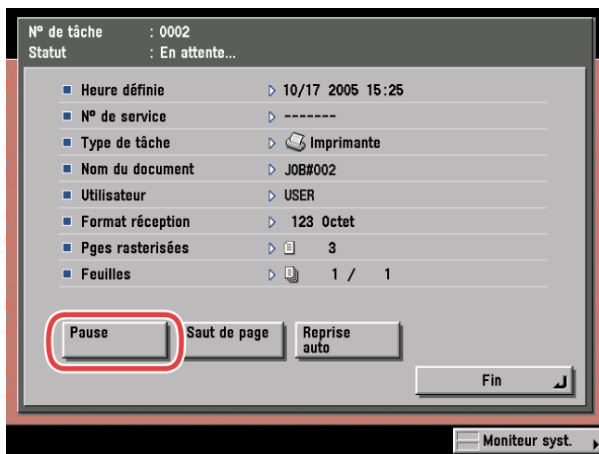 N° de tâche : 0002
Statut : En attente...
Heure définie 10/17 2005 15:25
N° de service -------
Type de tâche Imprimante
Nom du document JOB#002
Utilisateur USER
Format réception 123 Octet
Pges rasterisées 3
Feuilles 1 / 1
Pause Saut de page Reprise
auto
Fin
Moniteur syst.